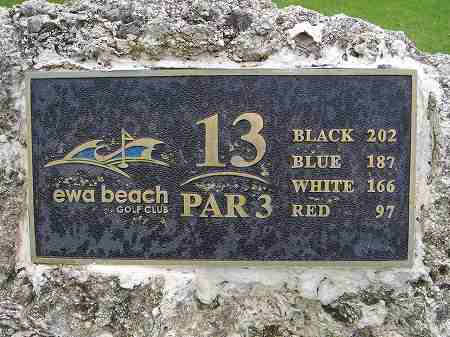 ewa beach
GOLF CLUB
13
PAR 3
BLACK 202
BLUE 187
WHITE 166
RED 97